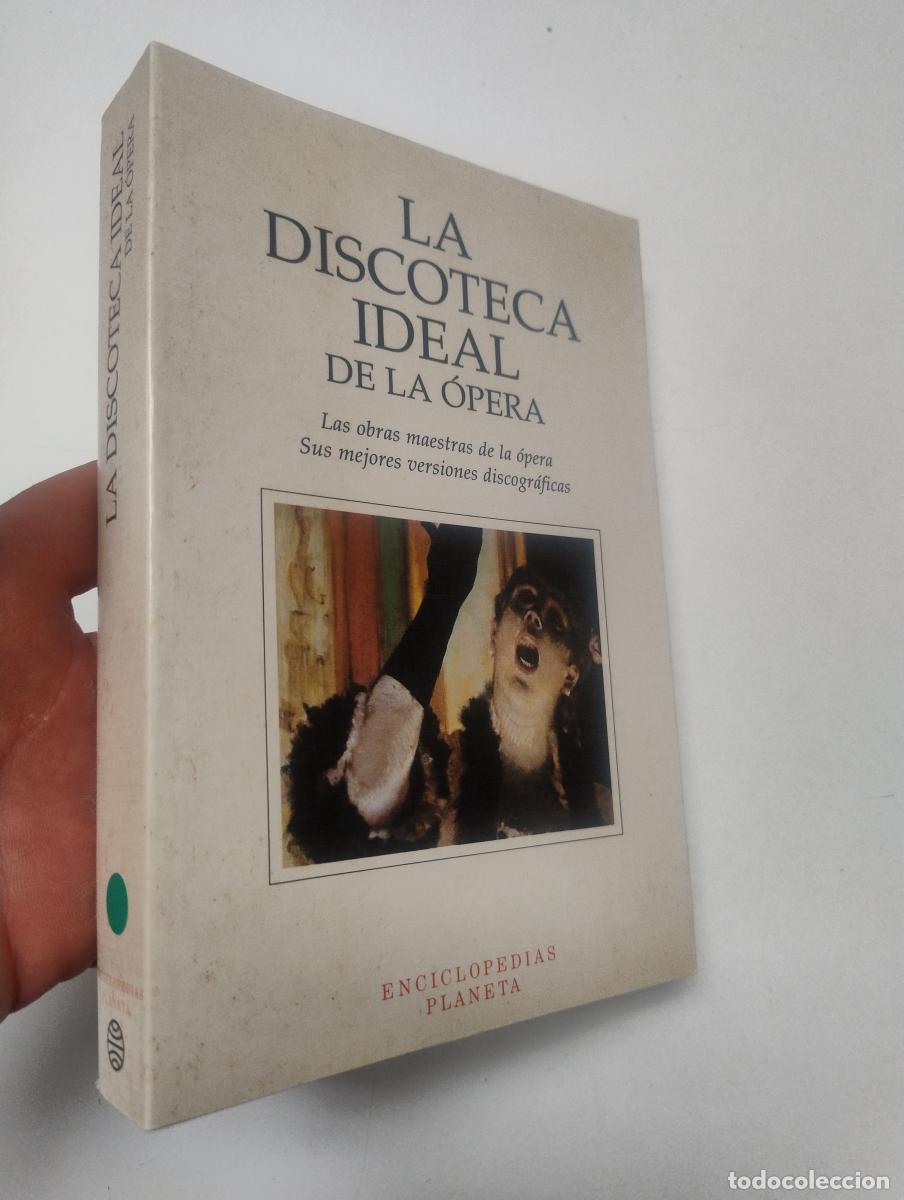 LA
DISCOTECA
IDEAL
DE LA ÓPERA
Las obras maestras de la ópera
Sus mejores versiones discográficas
ENCICLOPEDIAS
PLANETA
LA DISCOTECA IDEAL
DE LA ÓPERA
ENCICLOPEDIAS
PLANETA
todocoleccion